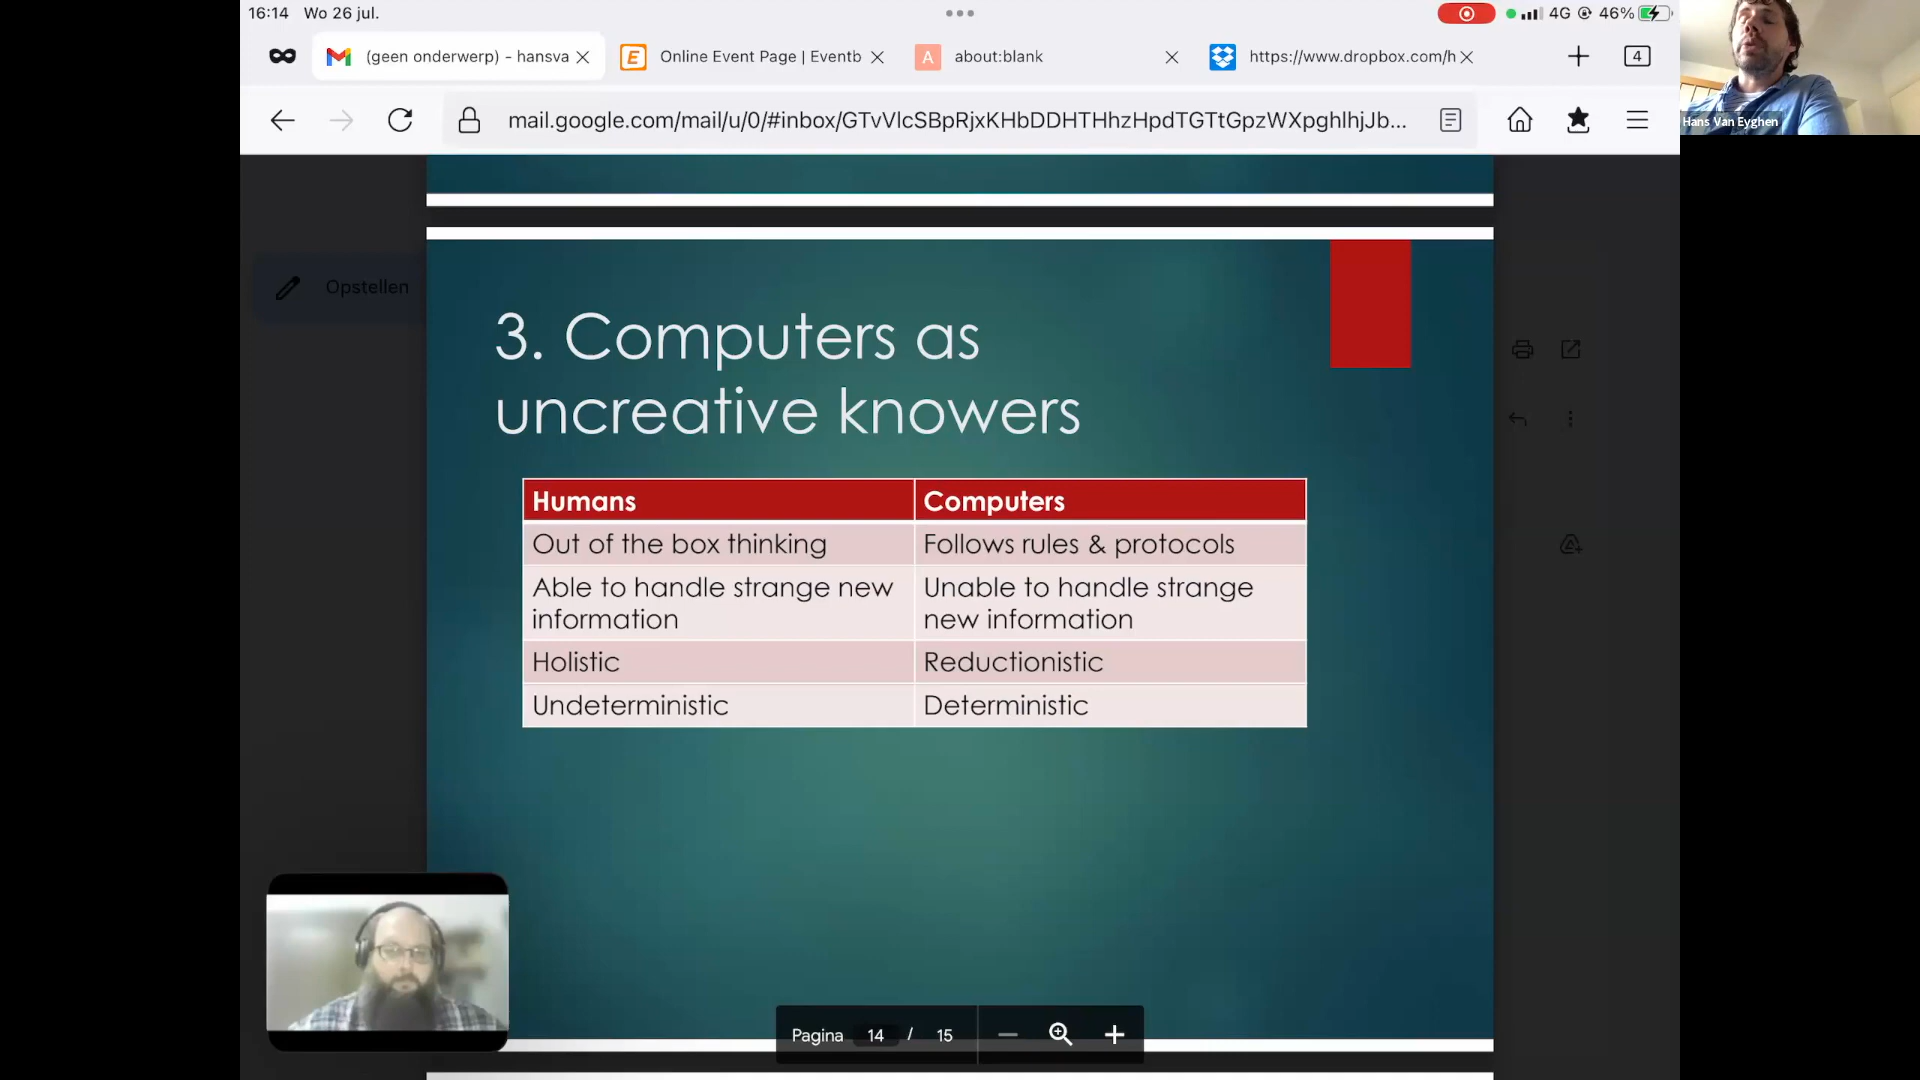 16:14 Wo 26 jul.
4G 46%
(geen onderwerp) - hansva
Online Event Page | Eventb
A about:blank
https://www.dropbox.com/h
4
mail.google.com/mail/u/0/#inbox/GTvVlcSBpRjxKHbDDHTHhzHpdTGTtGpzWXpghlhjJb...
Hans Van Eyghen
Opstellen
3. Computers as
uncreative knowers
Humans Computers
Out of the box thinking Follows rules & protocols
Able to handle strange new Unable to handle strange
information new information
Holistic Reductionistic
Undeterministic Deterministic
Pagina 14 / 15